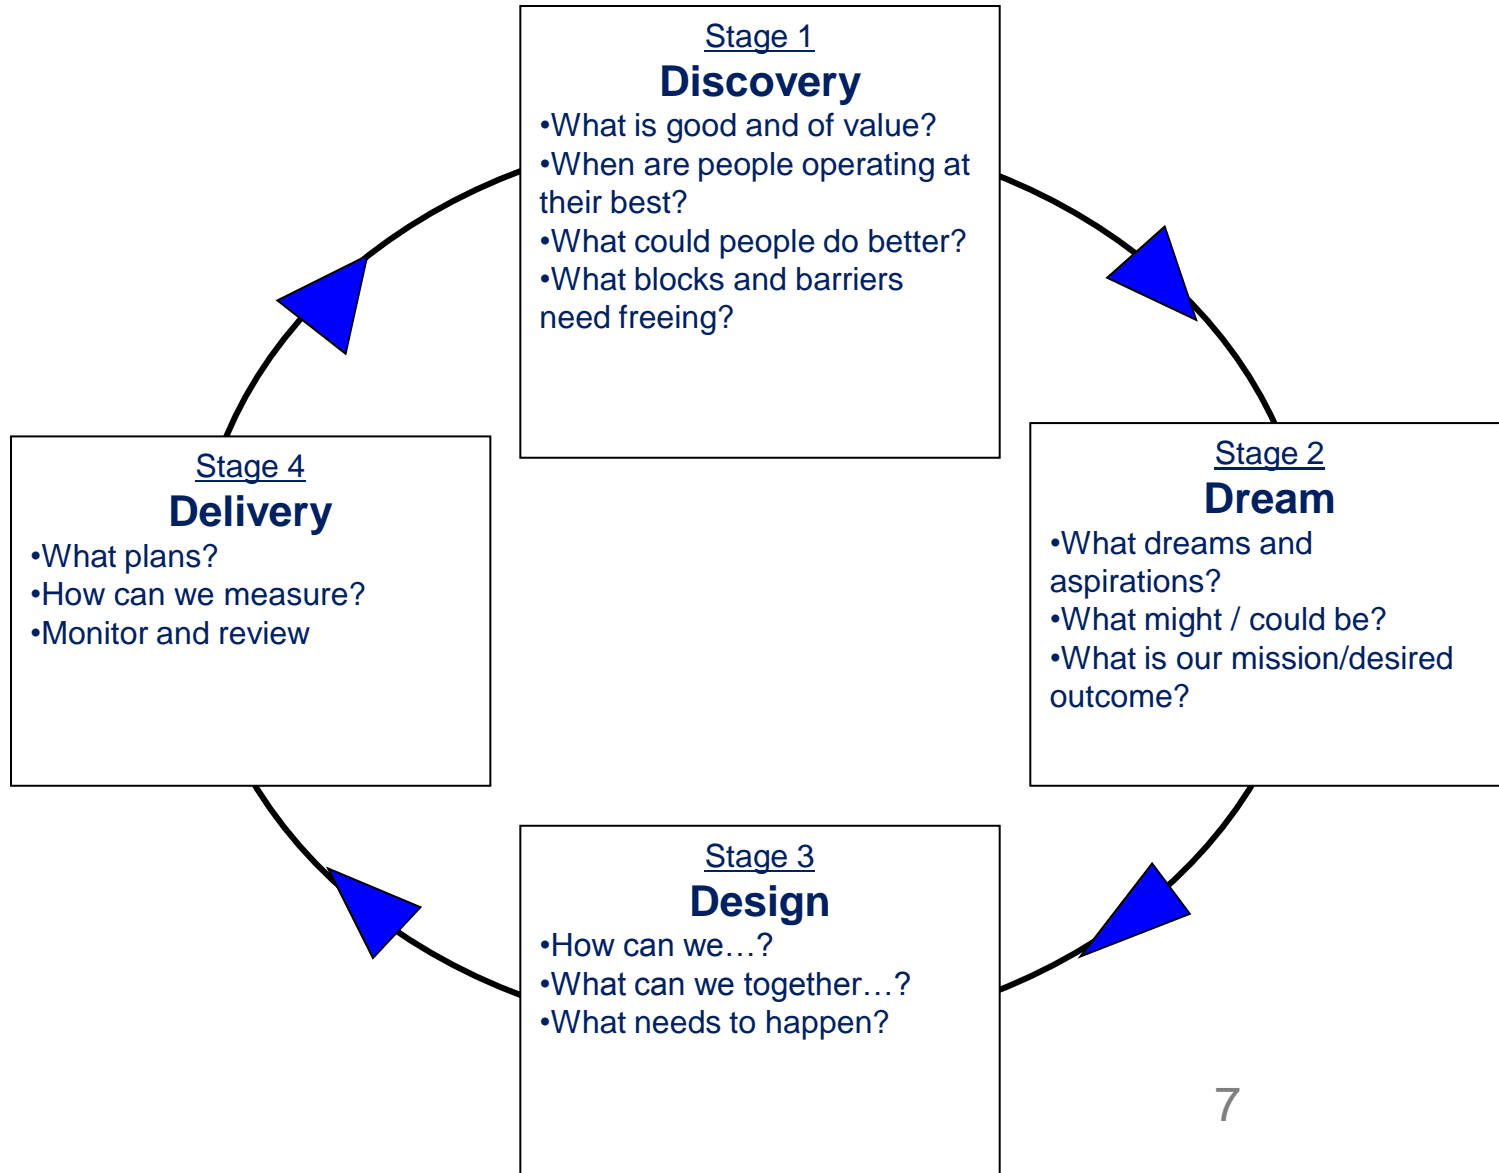 Stage 1
Discovery
•What is good and of value?
•When are people operating at
their best?
•What could people do better?
•What blocks and barriers
need freeing?
Stage 2
Dream
•What dreams and
aspirations?
•What might / could be?
•What is our mission/desired
outcome?
Stage 3
Design
•How can we…?
•What can we together…?
•What needs to happen?
Stage 4
Delivery
•What plans?
•How can we measure?
•Monitor and review
7